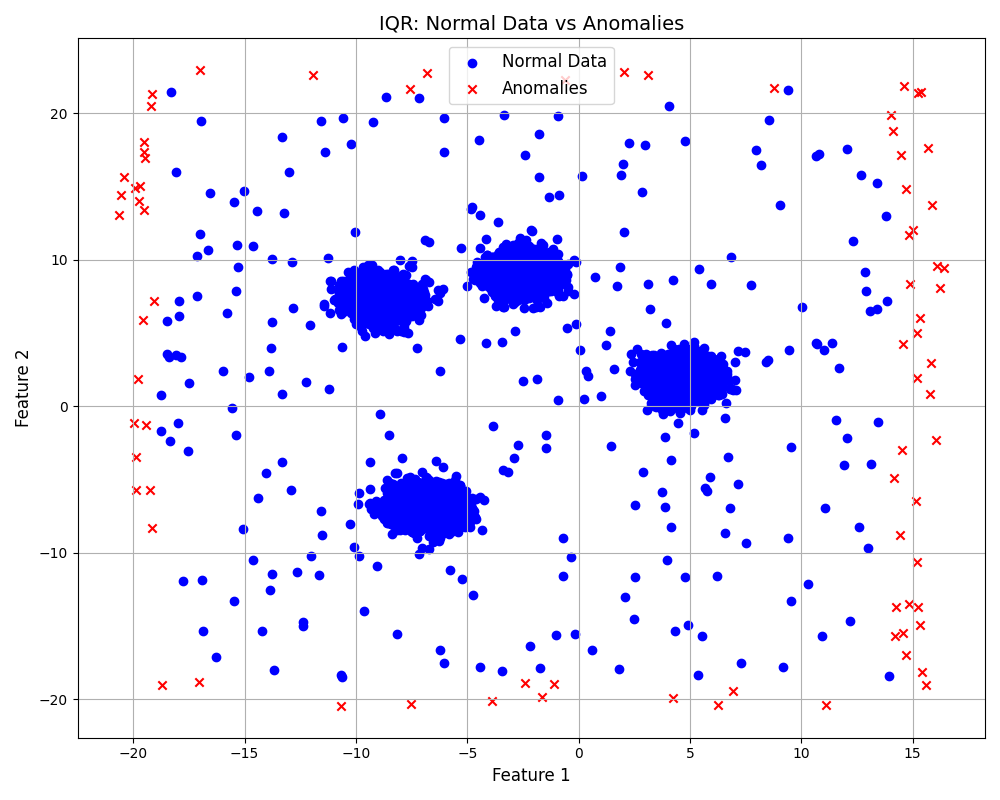 IQR: Normal Data vs Anomalies
Normal Data
Anomalies
20
10
0
−10
−20
Feature 2
−20 −15 −10 −5 0 5 10 15
Feature 1